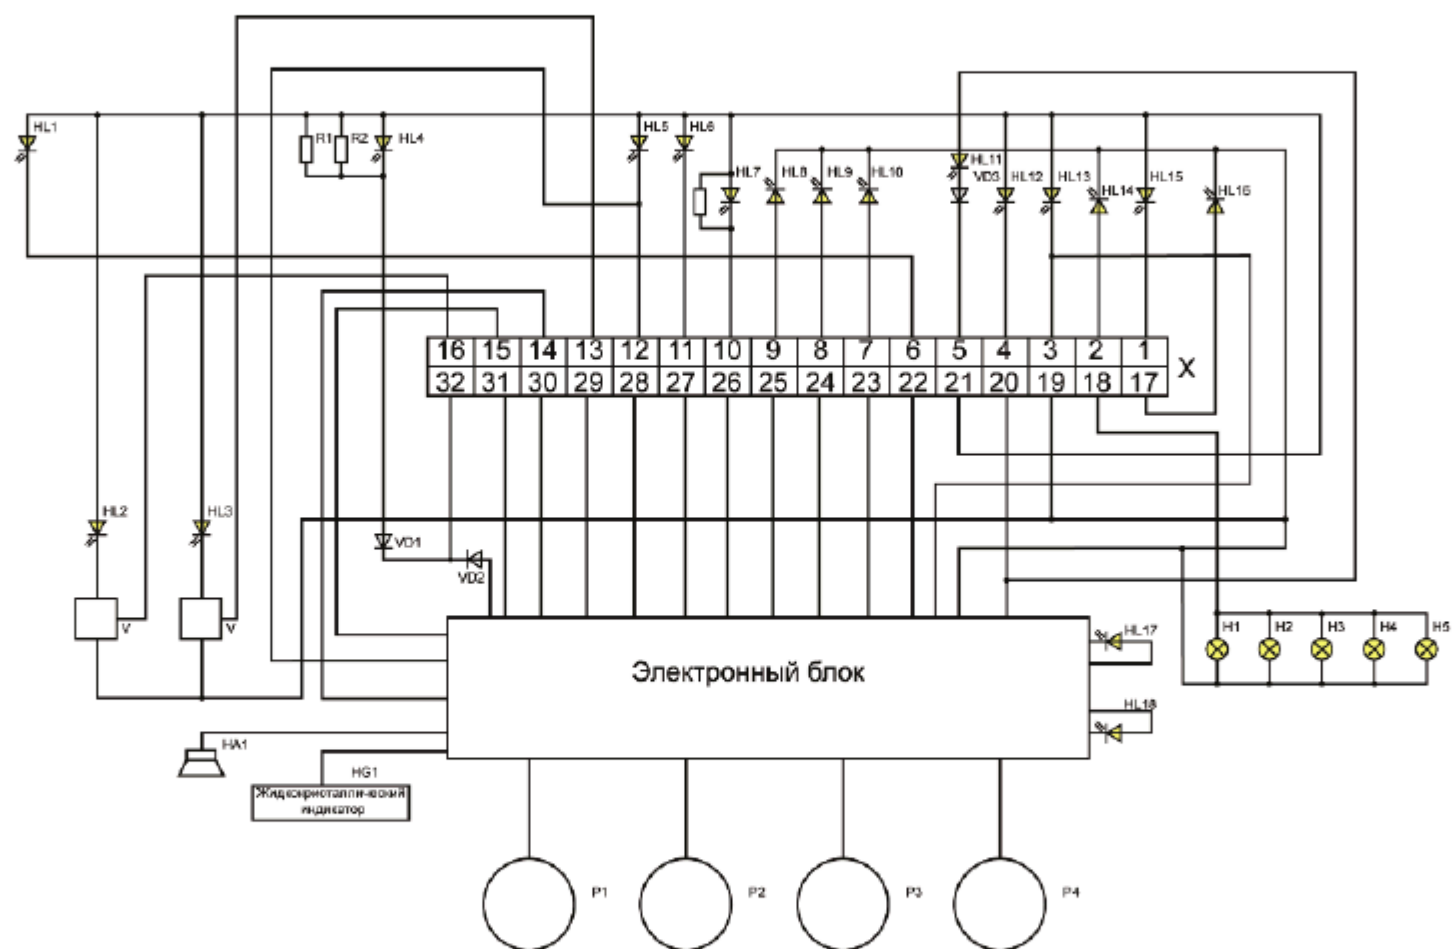 HL1
R1
R2
HL4
HL5
HL6
HL7
HL8
HL9
HL10
HL11
VD3
HL12
HL13
HL14
HL15
HL16
16 15 14 13 12 11 10 9 8 7 6 5 4 3 2 1
32 31 30 29 28 27 26 25 24 23 22 21 20 19 18 17
X
HL2
HL3
VD1
VD2
V
V
Электронный блок
HL17
HL18
H1
H2
H3
H4
H5
HA1
HG1
Жидкокристаллический
индикатор
P1
P2
P3
P4